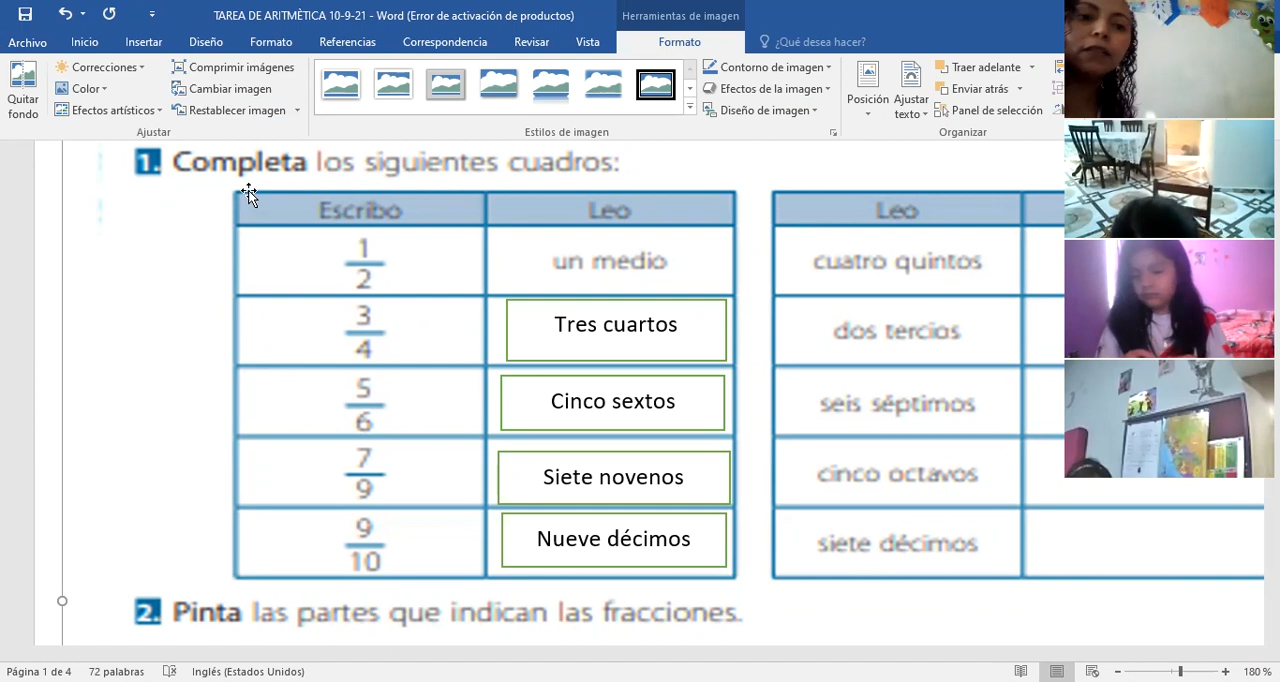 TAREA DE ARITMÈTICA 10-9-21 - Word (Error de activación de productos)
Herramientas de imagen
Archivo Inicio Insertar Diseño Formato Referencias Correspondencia Revisar Vista Formato ¿Qué desea hacer?
Quitar fondo
Correcciones
Color
Efectos artísticos
Comprimir imágenes
Cambiar imagen
Restablecer imagen
Ajustar
Estilos de imagen
Contorno de imagen
Efectos de la imagen
Diseño de imagen
Posición
Ajustar texto
Traer adelante
Enviar atrás
Panel de selección
Organizar
1. Completa los siguientes cuadros:
Escribo Leo Leo
1/2 un medio cuatro quintos
3/4 Tres cuartos dos tercios
5/6 Cinco sextos seis séptimos
7/9 Siete novenos cinco octavos
9/10 Nueve décimos siete décimos
2. Pinta las partes que indican las fracciones.
Página 1 de 4 72 palabras Inglés (Estados Unidos) 180 %